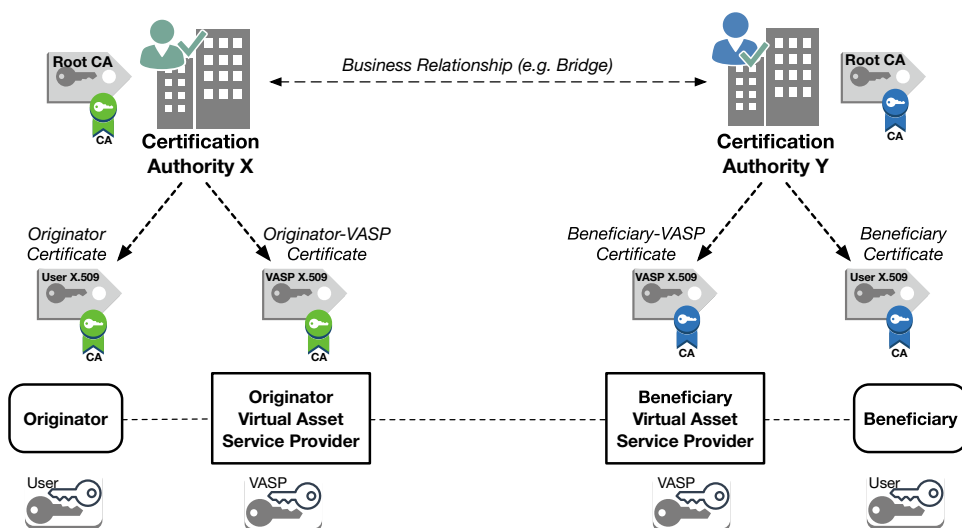 Root CA
CA
Certification
Authority X
Business Relationship (e.g. Bridge)
Root CA
CA
Certification
Authority Y
Originator
Certificate
Originator-VASP
Certificate
Beneficiary-VASP
Certificate
Beneficiary
Certificate
User X.509
CA
VASP X.509
CA
VASP X.509
CA
User X.509
CA
Originator
Originator
Virtual Asset
Service Provider
Beneficiary
Virtual Asset
Service Provider
Beneficiary
User
VASP
VASP
User